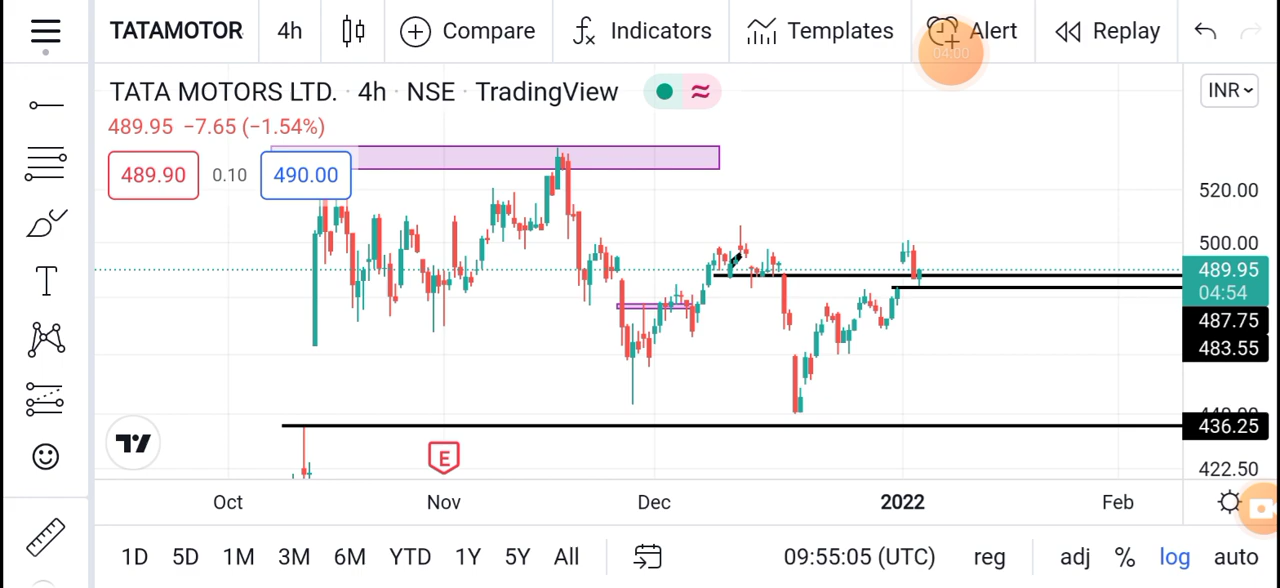 TATAMOTOR 4h Compare Indicators Templates Alert Replay
04:00
TATA MOTORS LTD. · 4h · NSE · TradingView
INR
489.95 −7.65 (−1.54%)
489.90 0.10 490.00
520.00
500.00
489.95
04:54
487.75
483.55
436.25
422.50
E
Oct Nov Dec 2022 Feb
1D 5D 1M 3M 6M YTD 1Y 5Y All 09:55:05 (UTC) reg adj % log auto